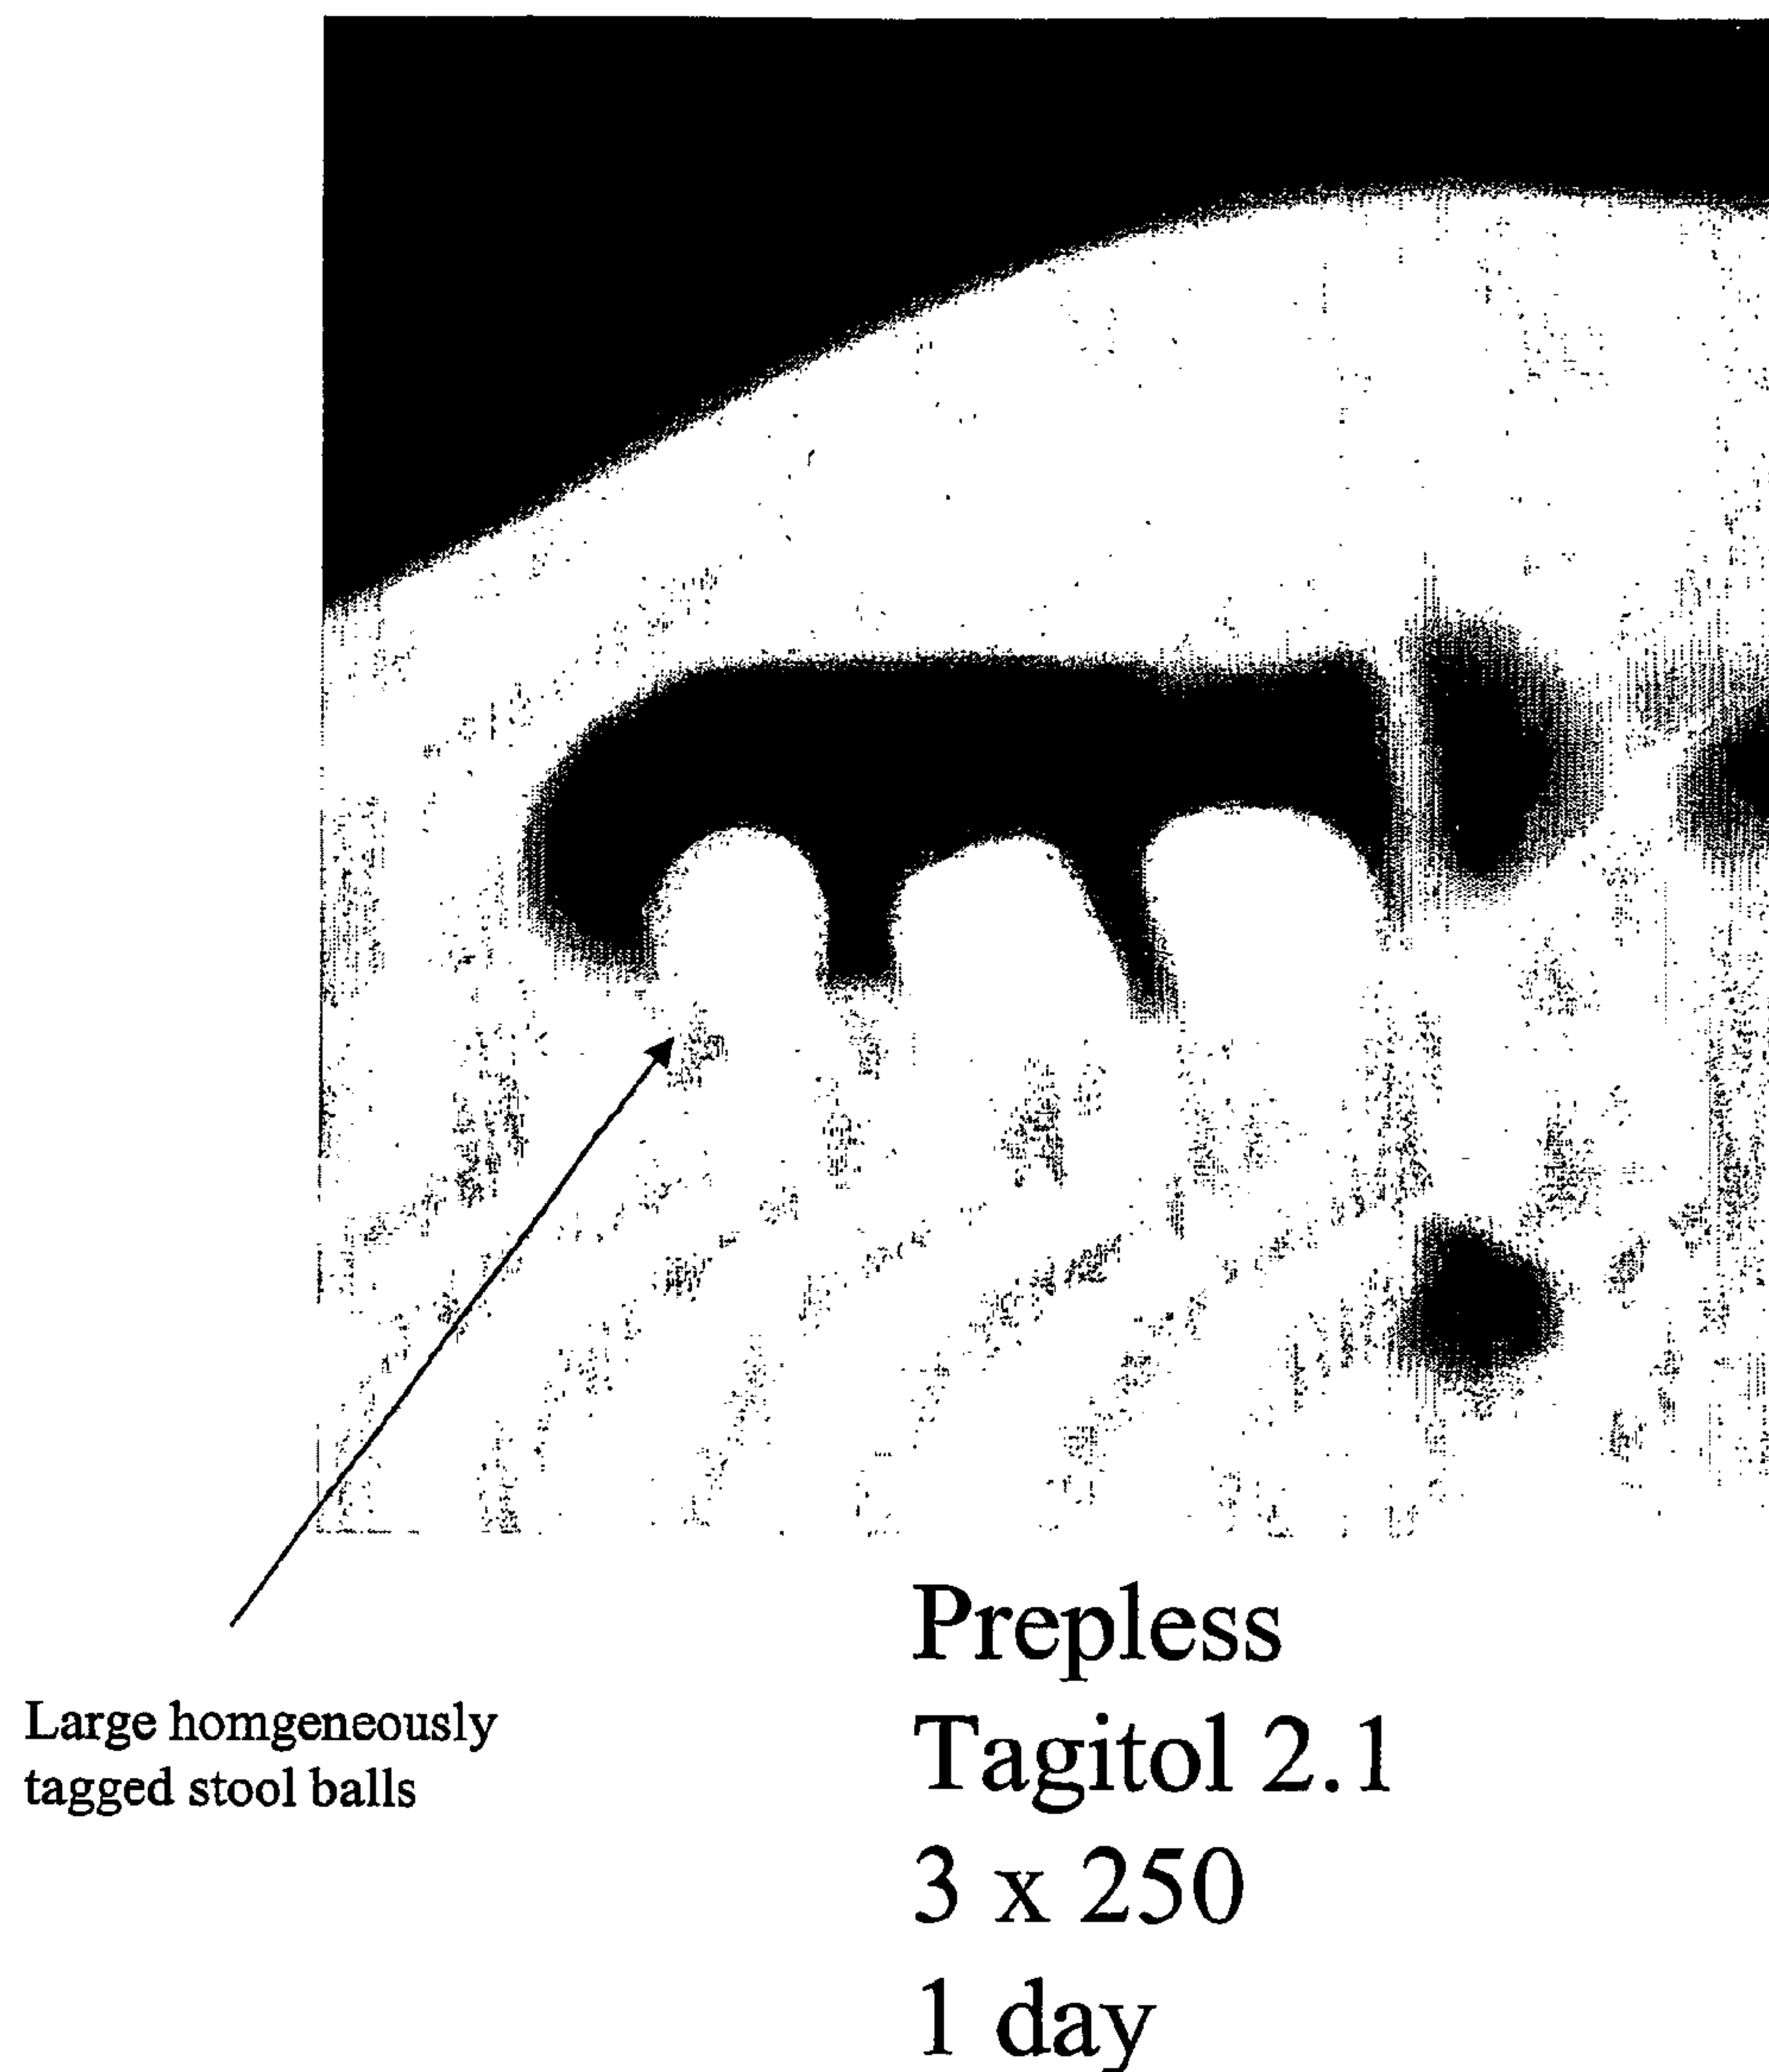 Large homgeneously
tagged stool balls
Prepless
Tagitol 2.1
3 x 250
1 day